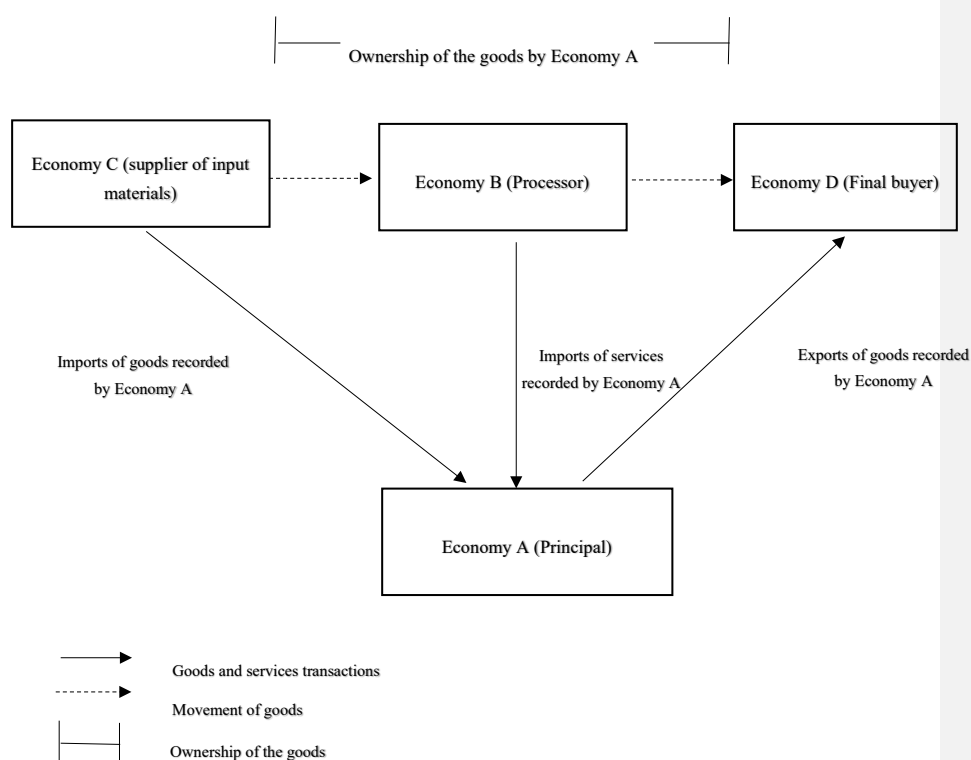 Ownership of the goods by Economy A
Economy C (supplier of input
materials)
Economy B (Processor)
Economy D (Final buyer)
Imports of goods recorded
by Economy A
Imports of services
recorded by Economy A
Exports of goods recorded
by Economy A
Economy A (Principal)
Goods and services transactions
Movement of goods
Ownership of the goods